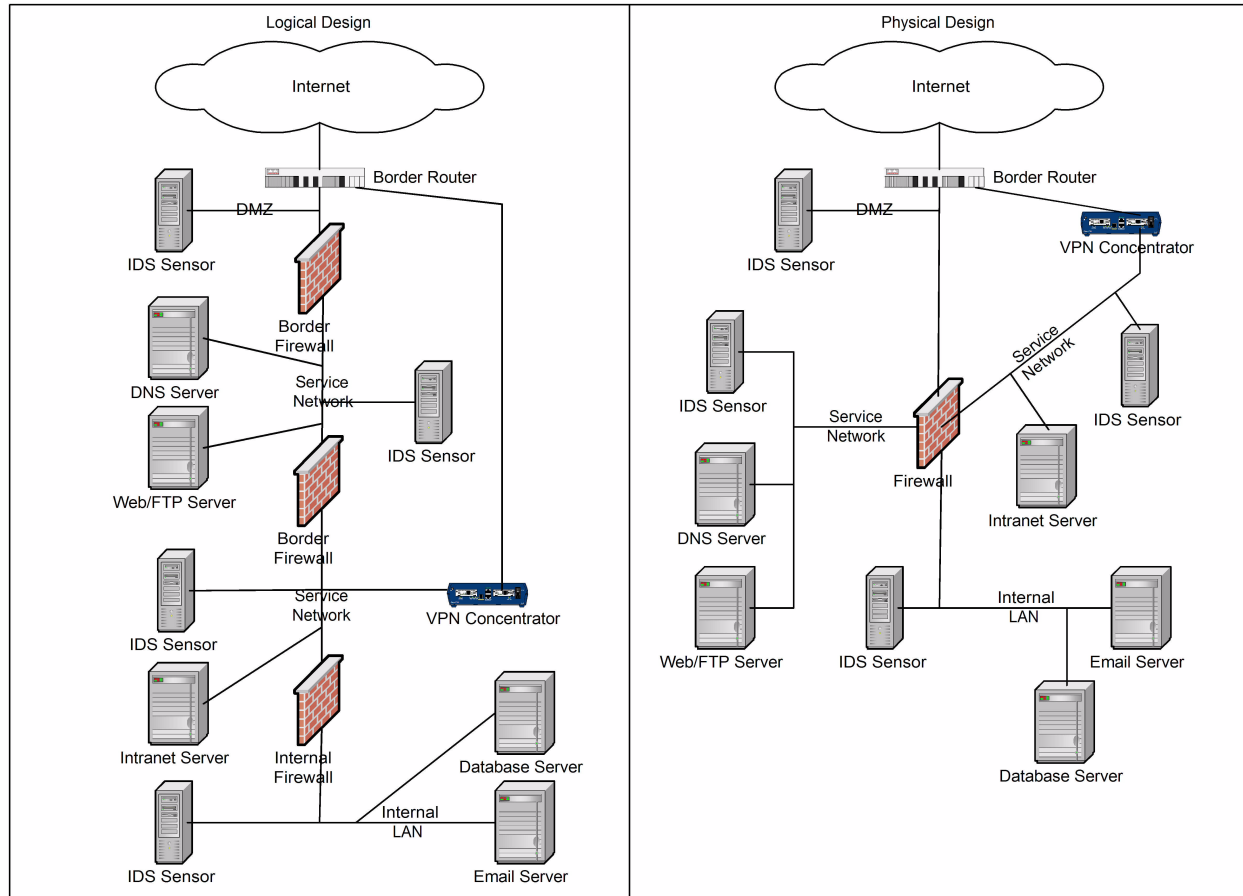 Logical Design
Internet
Border Router
DMZ
IDS Sensor
Border
Firewall
DNS Server
Service
Network
IDS Sensor
Web/FTP Server
Border
Firewall
Service
Network
VPN Concentrator
IDS Sensor
Intranet Server
Internal
Firewall
Database Server
Internal
LAN
IDS Sensor
Email Server
Physical Design
Internet
Border Router
DMZ
VPN Concentrator
IDS Sensor
Service
Network
IDS Sensor
IDS Sensor
Service
Network
Firewall
Intranet Server
DNS Server
Internal
LAN
Web/FTP Server
IDS Sensor
Email Server
Database Server